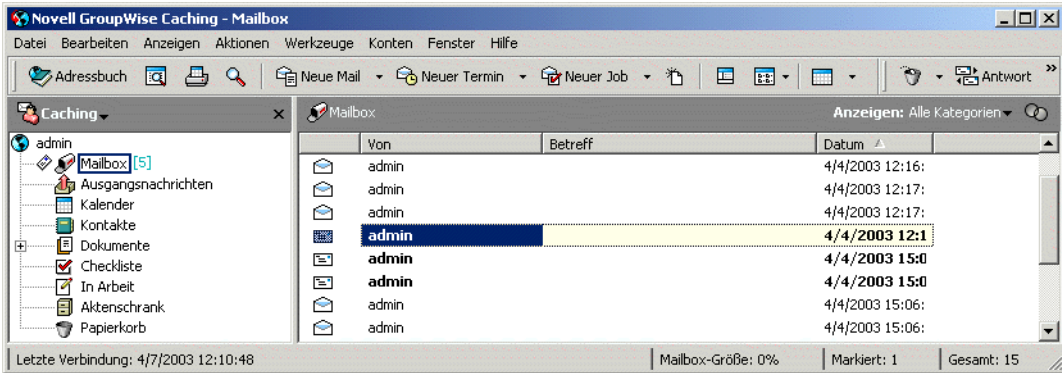 Novell GroupWise Caching - Mailbox
Datei Bearbeiten Anzeigen Aktionen Werkzeuge Konten Fenster Hilfe
Adressbuch Neue Mail Neuer Termin Neuer Job Antwort »
Caching Mailbox Anzeigen: Alle Kategorien
Von Betreff Datum
admin
Mailbox [5]
Ausgangsnachrichten
Kalender
Kontakte
Dokumente
Checkliste
In Arbeit
Aktenschrank
Papierkorb
admin 4/4/2003 12:16:
admin 4/4/2003 12:17:
admin 4/4/2003 12:17:
admin 4/4/2003 12:1
admin 4/4/2003 15:0
admin 4/4/2003 15:0
admin 4/4/2003 15:06:
admin 4/4/2003 15:06:
Letzte Verbindung: 4/7/2003 12:10:48 Mailbox-Größe: 0% Markiert: 1 Gesamt: 15